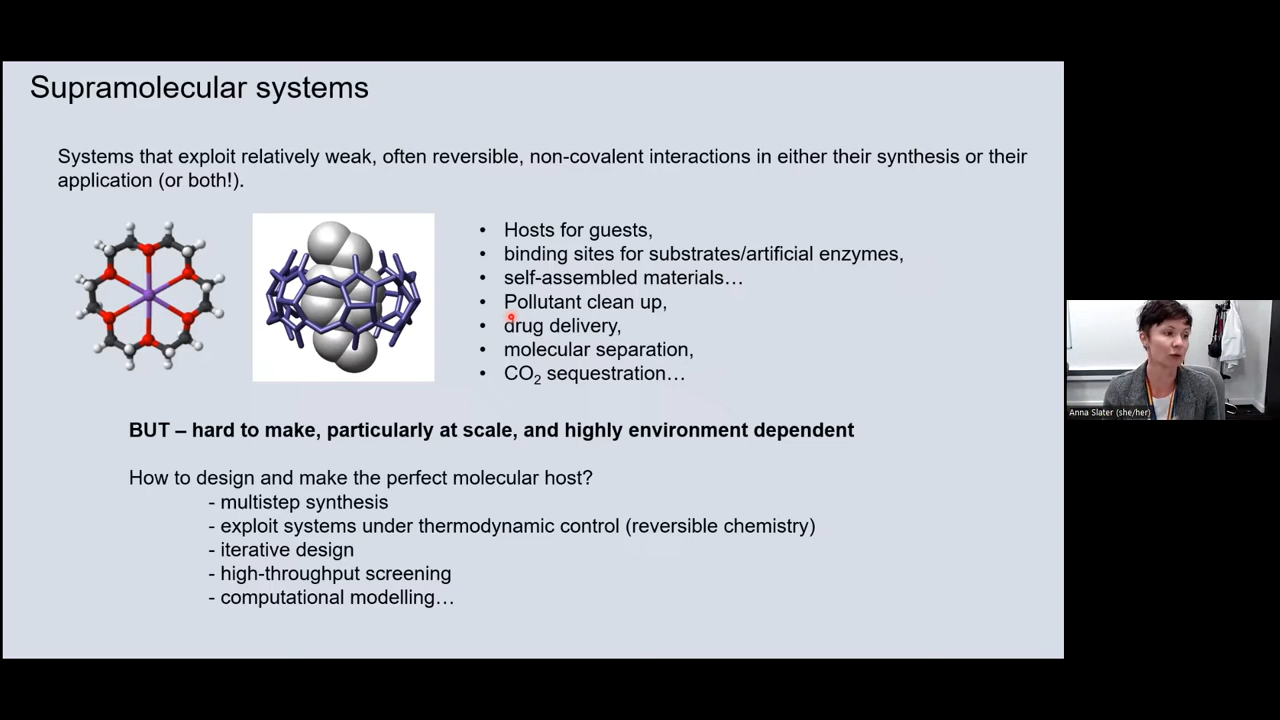 Supramolecular systems
Systems that exploit relatively weak, often reversible, non-covalent interactions in either their synthesis or their
application (or both!).
• Hosts for guests,
• binding sites for substrates/artificial enzymes,
• self-assembled materials…
• Pollutant clean up,
• drug delivery,
• molecular separation,
• CO₂ sequestration…
BUT – hard to make, particularly at scale, and highly environment dependent
How to design and make the perfect molecular host?
- multistep synthesis
- exploit systems under thermodynamic control (reversible chemistry)
- iterative design
- high-throughput screening
- computational modelling…
Anna Slater (she/her)